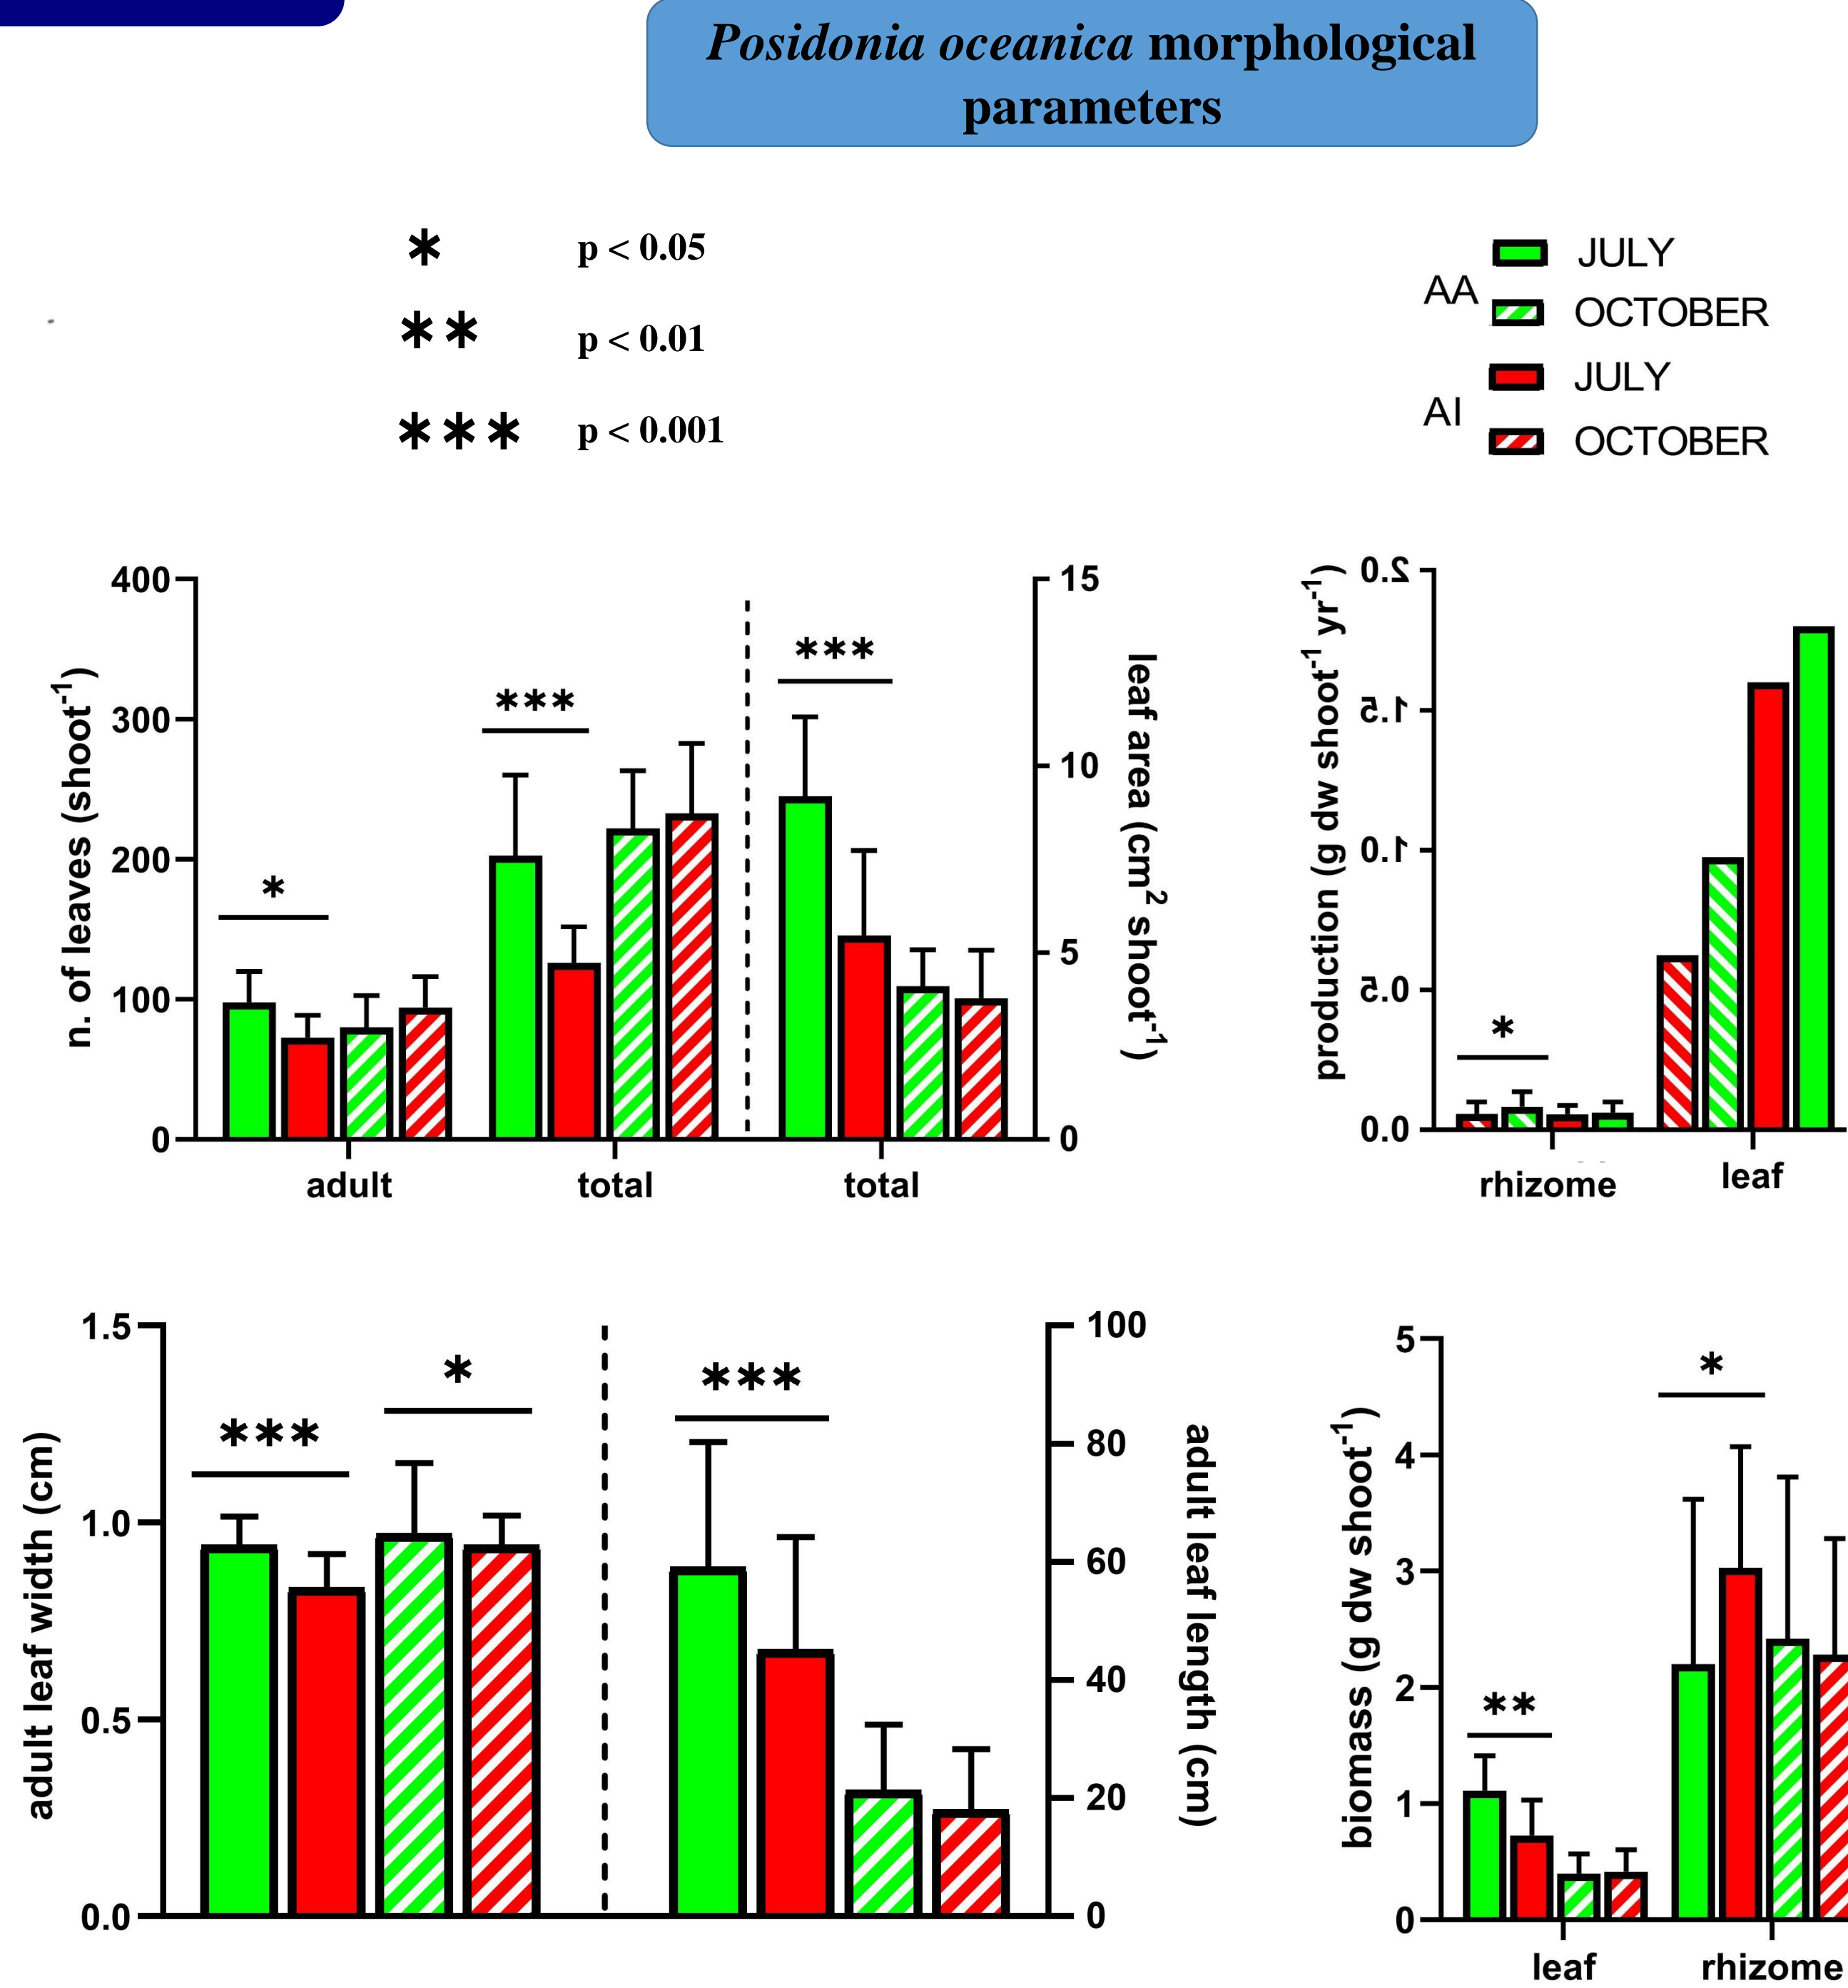 Posidonia oceanica morphological
parameters
* p < 0.05
** p < 0.01
*** p < 0.001
AA
JULY
OCTOBER
AI
JULY
OCTOBER
n. of leaves (shoot-1)
400
300
200
100
0
*
***
***
adult
total
total
15
10
5
0
leaf area (cm2 shoot-1)
production (g dw shoot-1 yr-1)
2.0
1.5
1.0
0.5
0.0
*
rhizome
leaf
adult leaf width (cm)
1.5
1.0
0.5
0.0
***
*
***
100
80
60
40
20
0
adult leaf length (cm)
biomass (g dw shoot-1)
5
4
3
2
1
0
**
*
leaf
rhizome